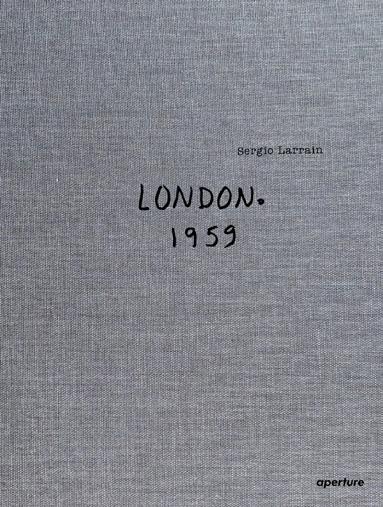 Sergio Larrain
LONDON.
1959
aperture